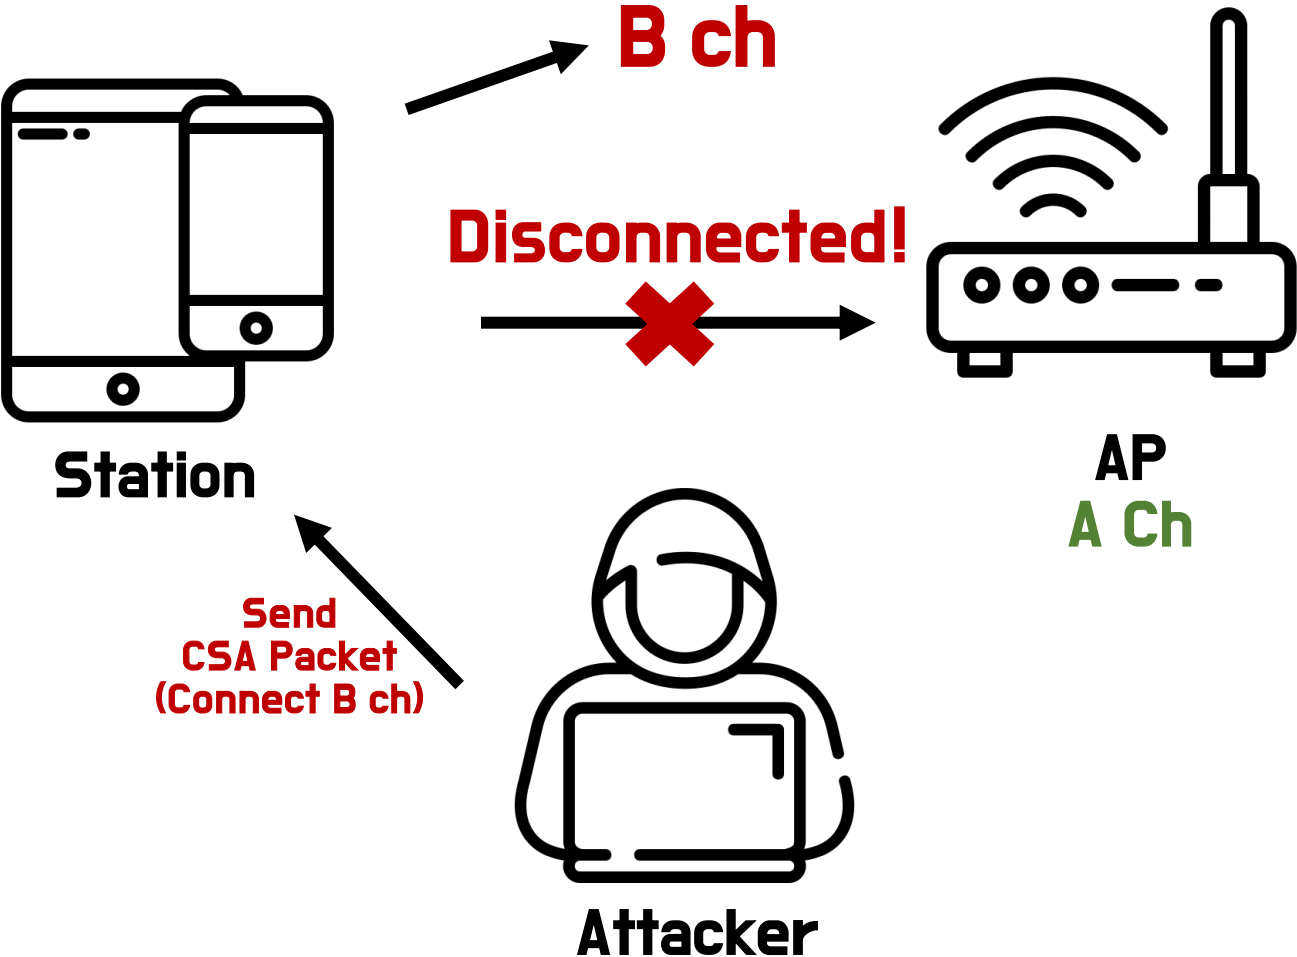 B ch
Disconnected!
Station
AP
A Ch
Send
CSA Packet
(Connect B ch)
Attacker